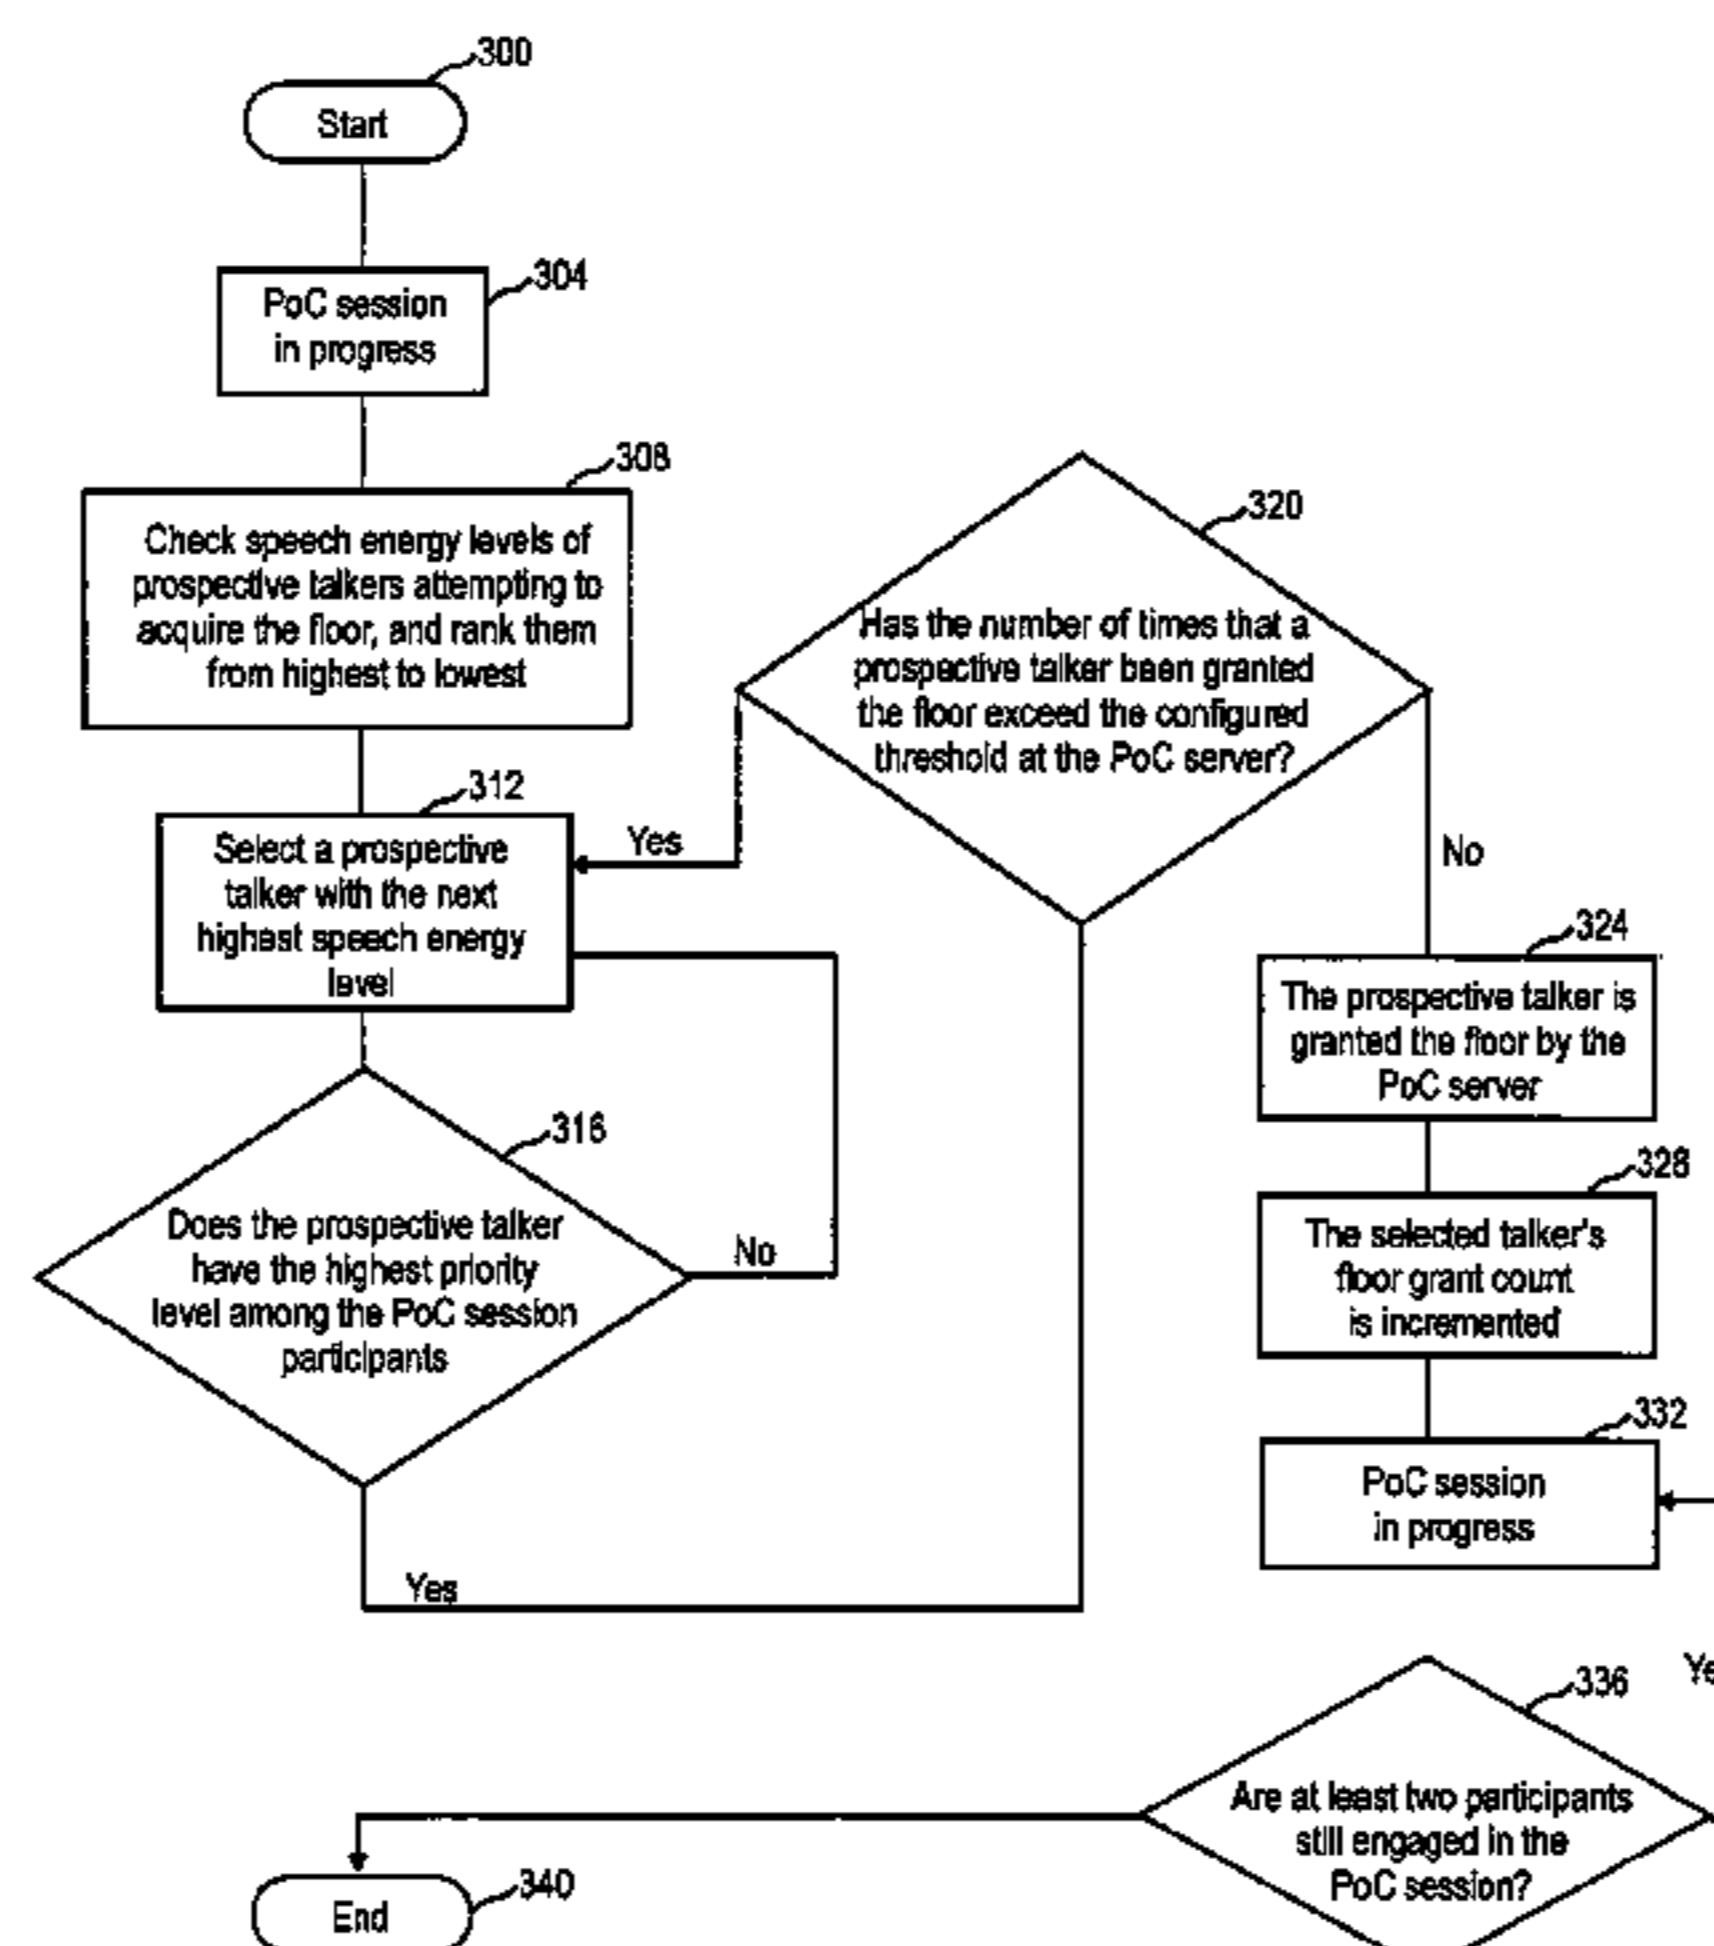 300
Start
304
PoC session
in progress
308
Check speech energy levels of
prospective talkers attempting to
acquire the floor, and rank them
from highest to lowest
312
Select a prospective
talker with the next
highest speech energy
level
316
Does the prospective talker
have the highest priority
level among the PoC session
participants
No
Yes
320
Has the number of times that a
prospective talker been granted
the floor exceed the configured
threshold at the PoC server?
Yes
No
324
The prospective talker is
granted the floor by the
PoC server
328
The selected talker's
floor grant count
is incremented
332
PoC session
in progress
336
Are at least two participants
still engaged in the
PoC session?
340
End